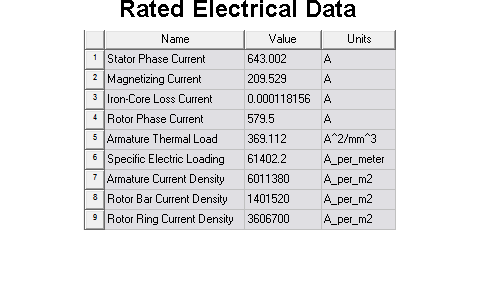 Rated Electrical Data
Name Value Units
1 Stator Phase Current 643.002 A
2 Magnetizing Current 209.529 A
3 Iron-Core Loss Current 0.000118156 A
4 Rotor Phase Current 579.5 A
5 Armature Thermal Load 369.112 A^2/mm^3
6 Specific Electric Loading 61402.2 A_per_meter
7 Armature Current Density 6011380 A_per_m2
8 Rotor Bar Current Density 1401520 A_per_m2
9 Rotor Ring Current Density 3606700 A_per_m2